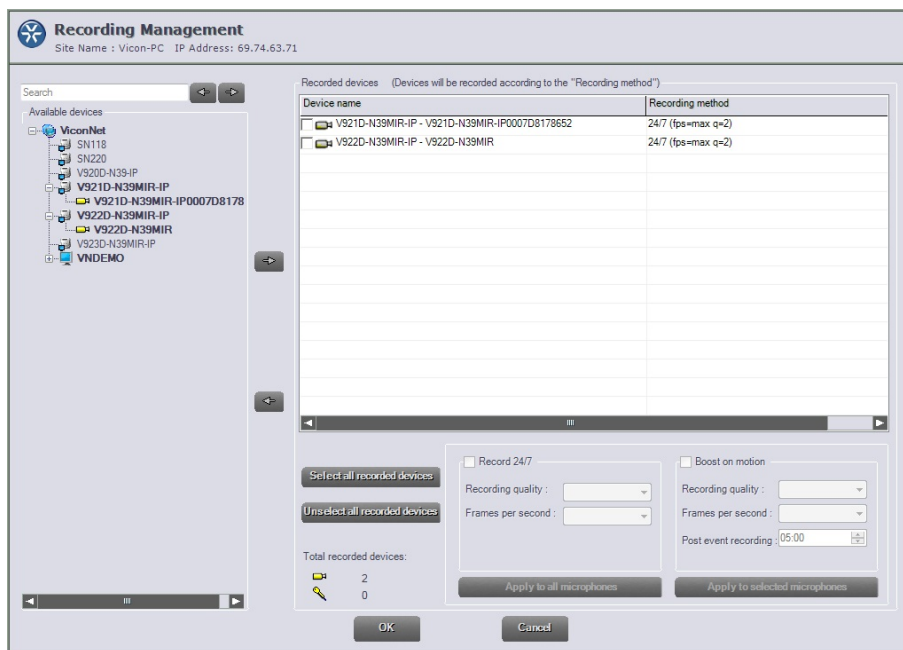 Recording Management
Site Name : Vicon-PC IP Address: 69.74.63.71
Search
Available devices
ViconNet
SN118
SN220
V920D-N39-IP
V921D-N39MIR-IP
V921D-N39MIR-IP0007D8178
V922D-N39MIR-IP
V922D-N39MIR
V923D-N39MIR-IP
VNDEMO
Recorded devices (Devices will be recorded according to the "Recording method")
Device name Recording method
V921D-N39MIR-IP - V921D-N39MIR-IP0007D8178652 24/7 (fps=max q=2)
V922D-N39MIR-IP - V922D-N39MIR 24/7 (fps=max q=2)
Select all recorded devices
Unselect all recorded devices
Total recorded devices:
2
0
Record 24/7
Recording quality :
Frames per second :
Apply to all microphones
Boost on motion
Recording quality :
Frames per second :
Post event recording : 05:00
Apply to selected microphones
OK
Cancel